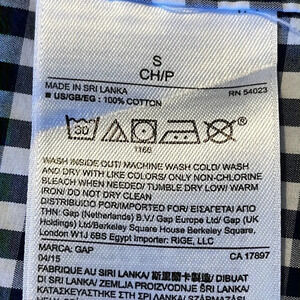 S
CH/P
MADE IN SRI LANKA
RN 54023
■ US/GB/EG : 100% COTTON
30
1166
WASH INSIDE OUT/ MACHINE WASH COLD/ WASH
AND DRY WITH LIKE COLORS/ ONLY NON-CHLORINE
BLEACH WHEN NEEDED/ TUMBLE DRY LOW/ WARM
IRON/ DO NOT DRY CLEAN
DISTRIBUIDO POR/IMPORTED FOR/ ΕΙΣΑΓΕΤΑΙ ΑΠΟ
ΤΗΝ: Gap (Netherlands) B.V./ Gap Europe Ltd/ Gap (UK
Holdings) Ltd/Berkeley Square House Berkeley Square,
London W1J 6BS Egypt Importer: RIGE, LLC
MARCA: GAP
CA 17897
04/15
FABRIQUE AU SRI LANKA/ 斯里蘭卡製造/ DIBUAT
DI SRI LANKA/ ZEMLJA PROIZVODNJE SRI
LANKA/ ΚΑΤΑΣΚΕΥΑΣΤΗΚΕ ΣΤΗ ΣΡΙ ΛΑΝΚΑ/